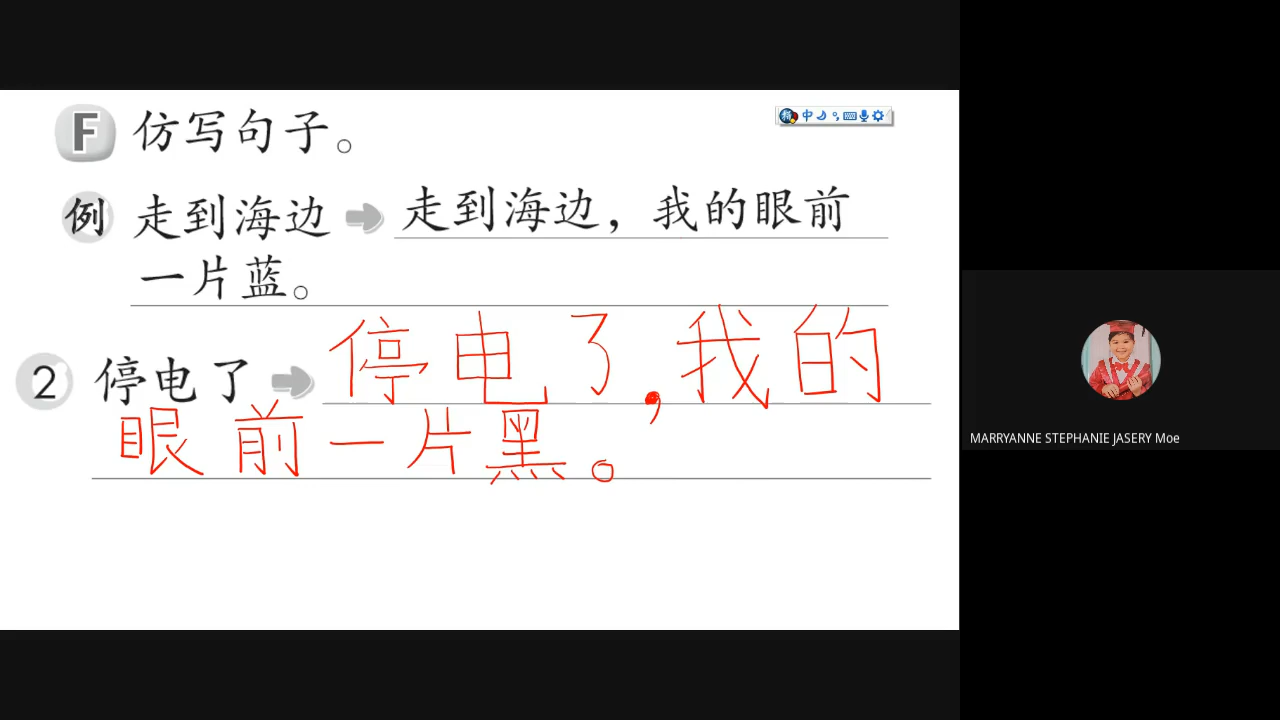 F 仿写句子。
中
例 走到海边 走到海边，我的眼前
一片蓝。
2 停电了 停电了，我的
眼前一片黑。
MARRYANNE STEPHANIE JASERY Moe